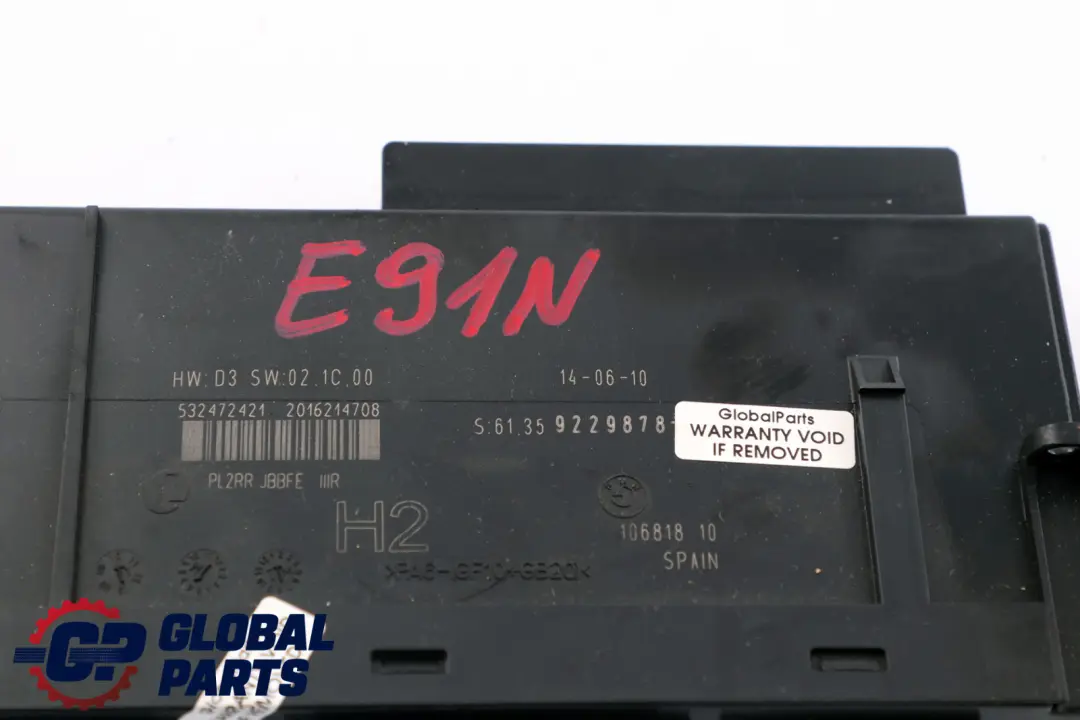 E91N
HW:D3 SW:02.1C.00
14-06-10
532472421 2016214708
S:61.35 9229878
GlobalParts
WARRANTY VOID
IF REMOVED
PL2RR JBBFE IIIR
H2
106818 10
SPAIN
GP GLOBAL
PARTS